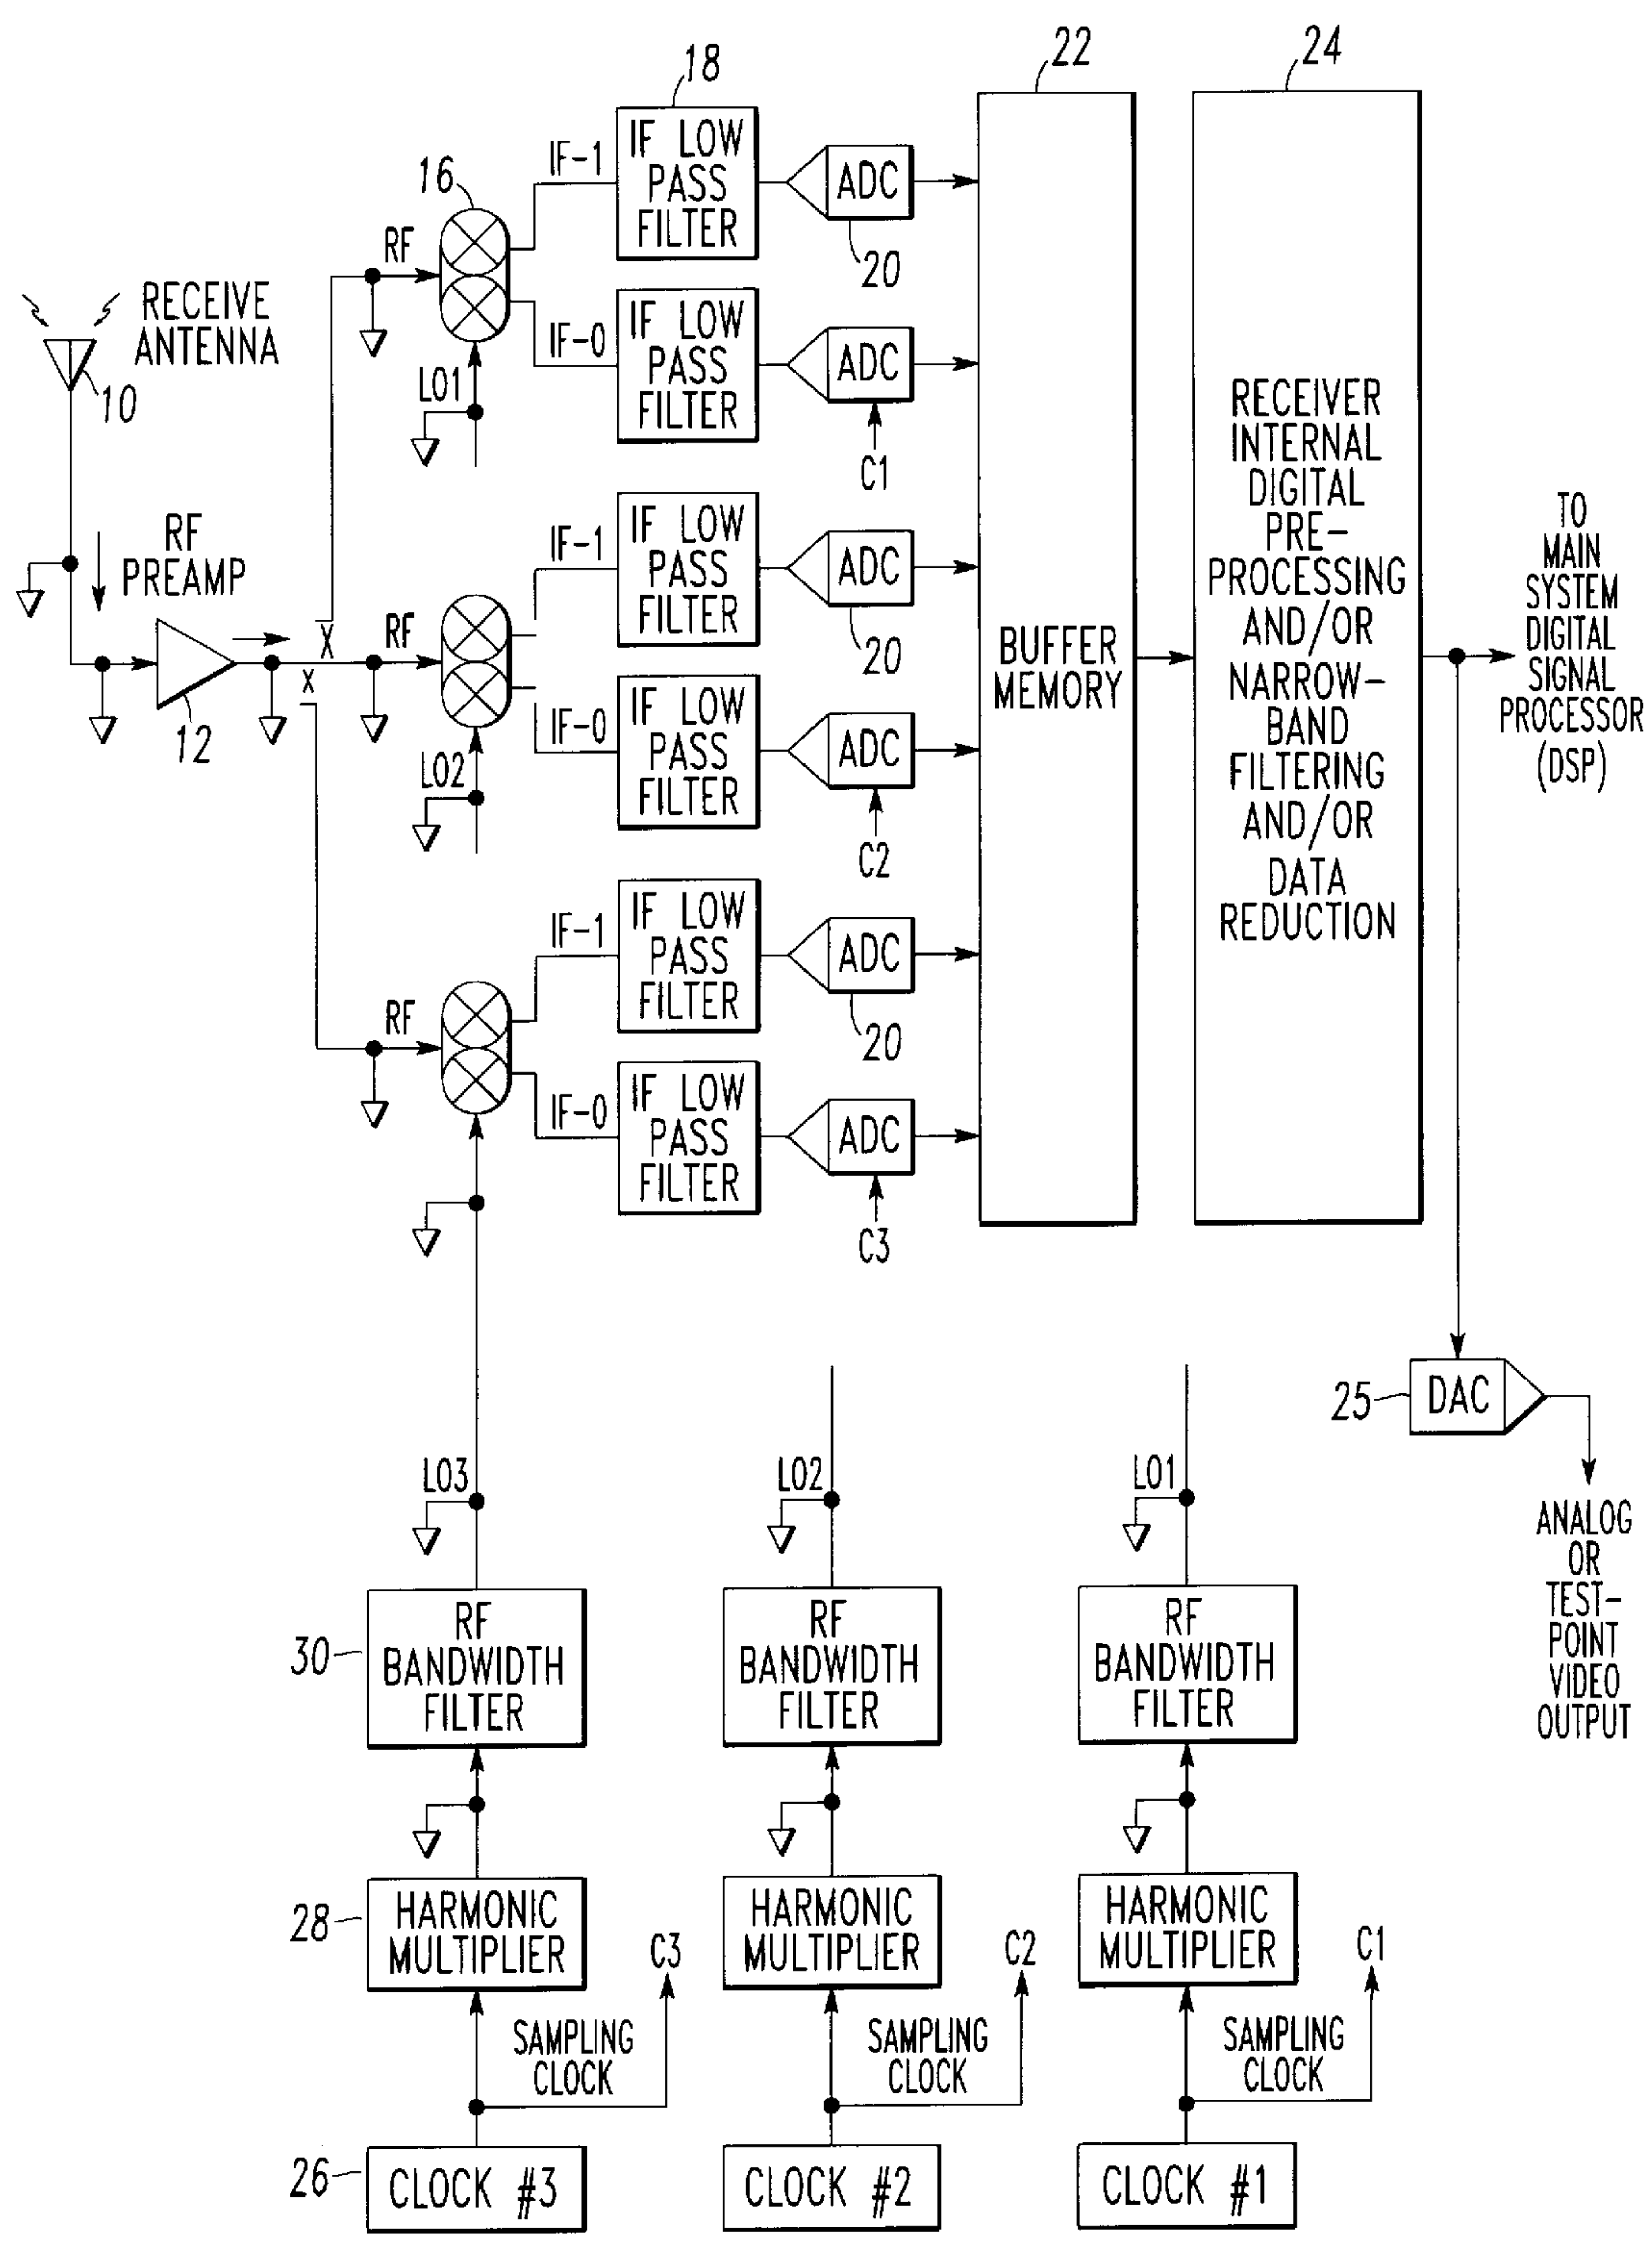 22
24
18
IF LOW
PASS
FILTER
IF-1
ADC
16
RF
20
RECEIVE
ANTENNA
10
IF-0
IF LOW
PASS
FILTER
ADC
LO1
C1
RECEIVER
INTERNAL
DIGITAL
PRE-
PROCESSING
AND/OR
NARROW-
BAND
FILTERING
AND/OR
DATA
REDUCTION
TO
MAIN
SYSTEM
DIGITAL
SIGNAL
PROCESSOR
(DSP)
RF
PREAMP
12
X
X
RF
IF-1
IF LOW
PASS
FILTER
ADC
20
BUFFER
MEMORY
IF-0
IF LOW
PASS
FILTER
ADC
LO2
C2
IF-1
IF LOW
PASS
FILTER
ADC
20
RF
IF-0
IF LOW
PASS
FILTER
ADC
C3
25
DAC
LO3
LO2
LO1
ANALOG
OR
TEST-
POINT
VIDEO
OUTPUT
30
RF
BANDWIDTH
FILTER
RF
BANDWIDTH
FILTER
RF
BANDWIDTH
FILTER
28
HARMONIC
MULTIPLIER
C3
HARMONIC
MULTIPLIER
C2
HARMONIC
MULTIPLIER
C1
SAMPLING
CLOCK
SAMPLING
CLOCK
SAMPLING
CLOCK
26
CLOCK #3
CLOCK #2
CLOCK #1